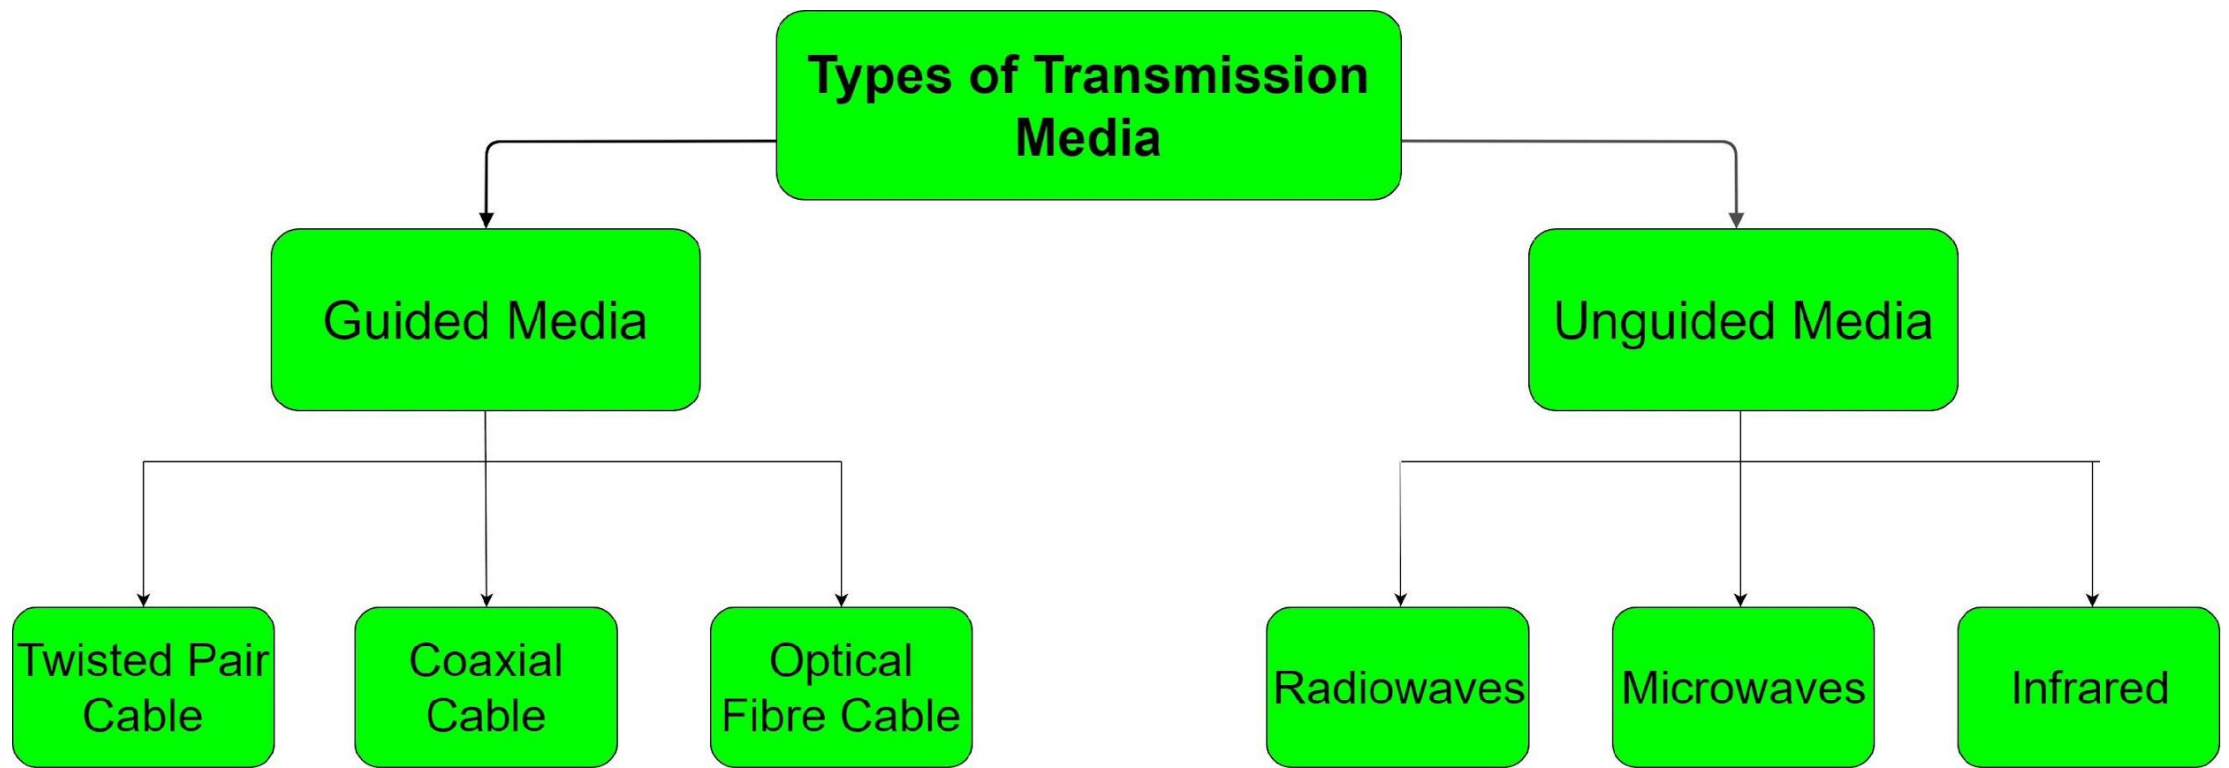 Types of Transmission
Media
Guided Media
Unguided Media
Twisted Pair
Cable
Coaxial
Cable
Optical
Fibre Cable
Radiowaves
Microwaves
Infrared